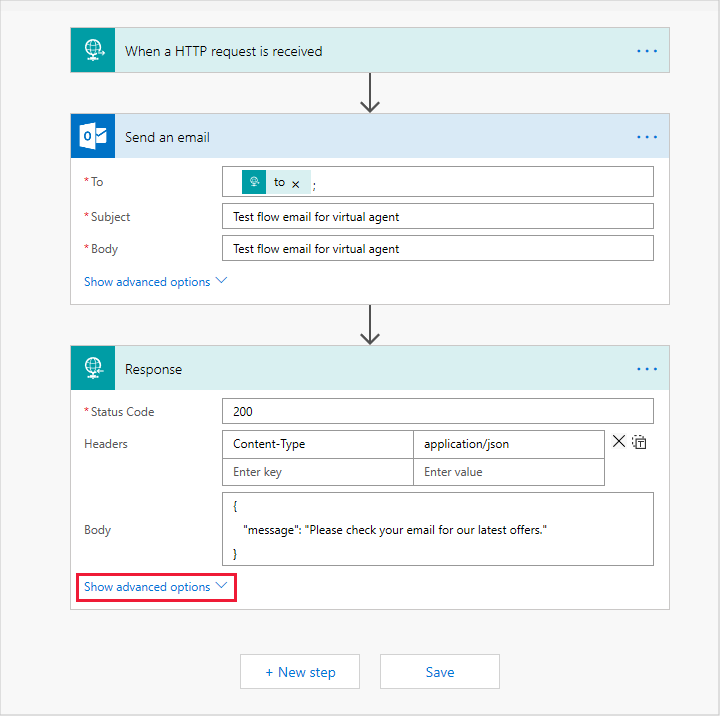 When a HTTP request is received
Send an email
* To to x ;
* Subject Test flow email for virtual agent
* Body Test flow email for virtual agent
Show advanced options
Response
* Status Code 200
Headers Content-Type application/json
Enter key Enter value
{
Body "message": "Please check your email for our latest offers."
}
Show advanced options
+ New step Save